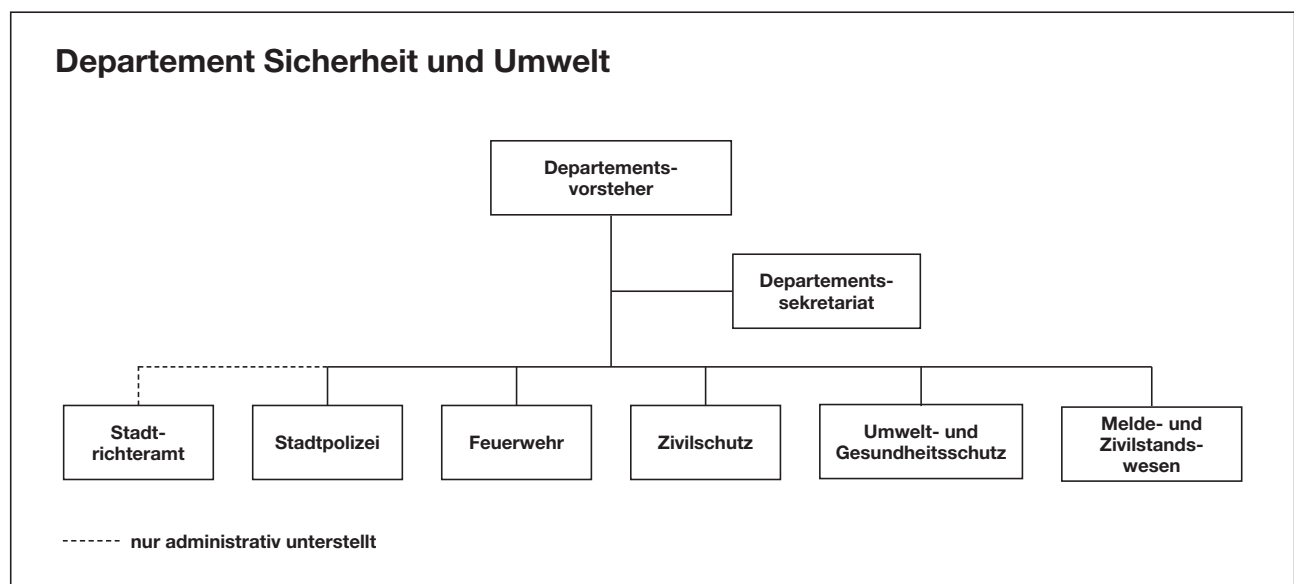 Departement Sicherheit und Umwelt
Departements-
vorsteher
Departements-
sekretariat
Stadt-
richteramt
Stadtpolizei
Feuerwehr
Zivilschutz
Umwelt- und
Gesundheitsschutz
Melde- und
Zivilstands-
wesen
nur administrativ unterstellt